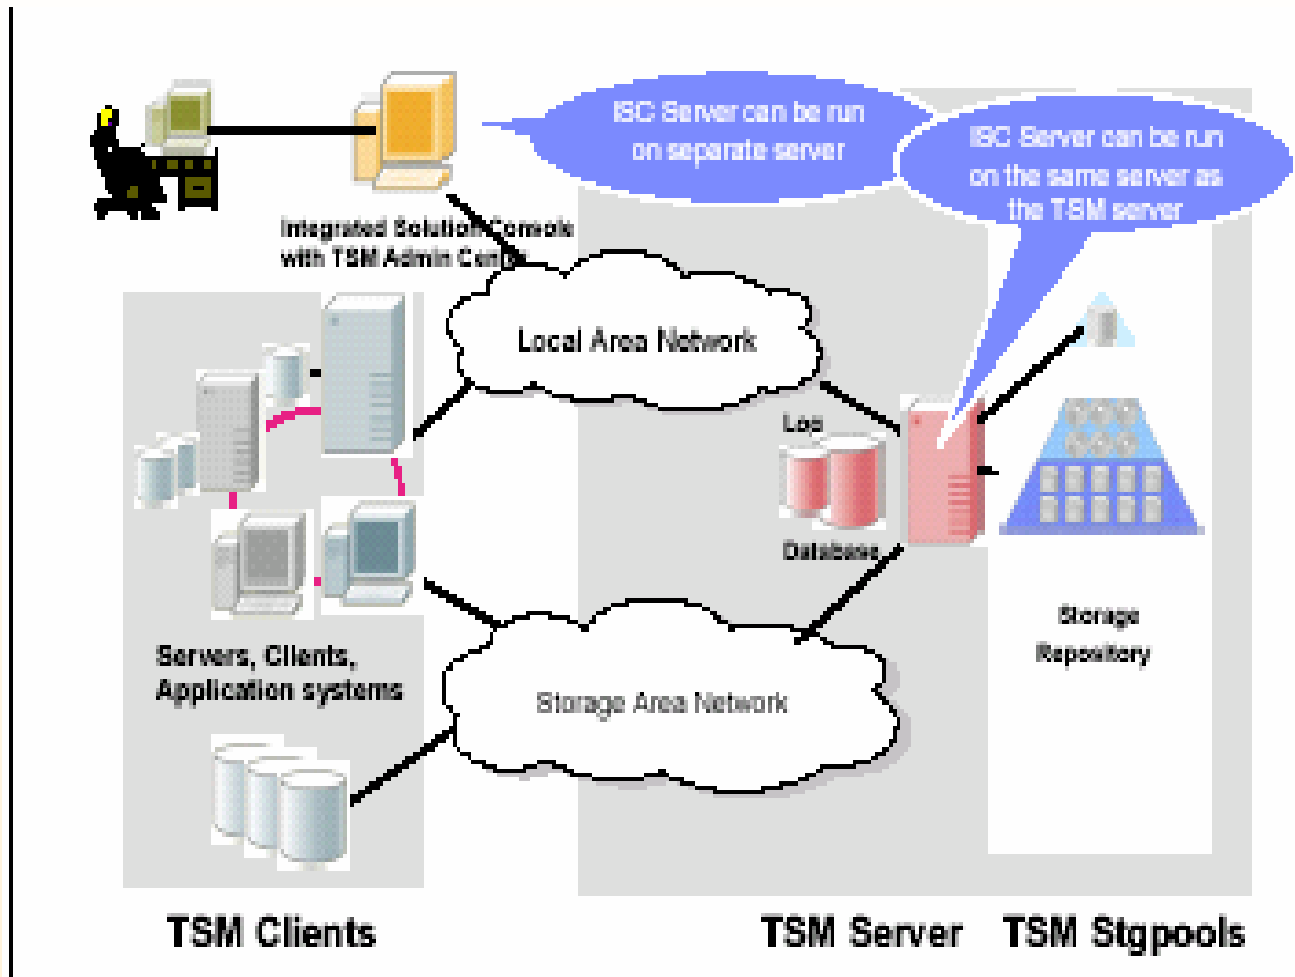 ISC Server can be run
on separate server
ISC Server can be run
on the same server as
the TSM server
Integrated Solution Console
with TSM Admin Center
Local Area Network
Log
Database
Servers, Clients,
Application systems
Storage Area Network
Storage
Repository
TSM Clients
TSM Server
TSM Stgpools